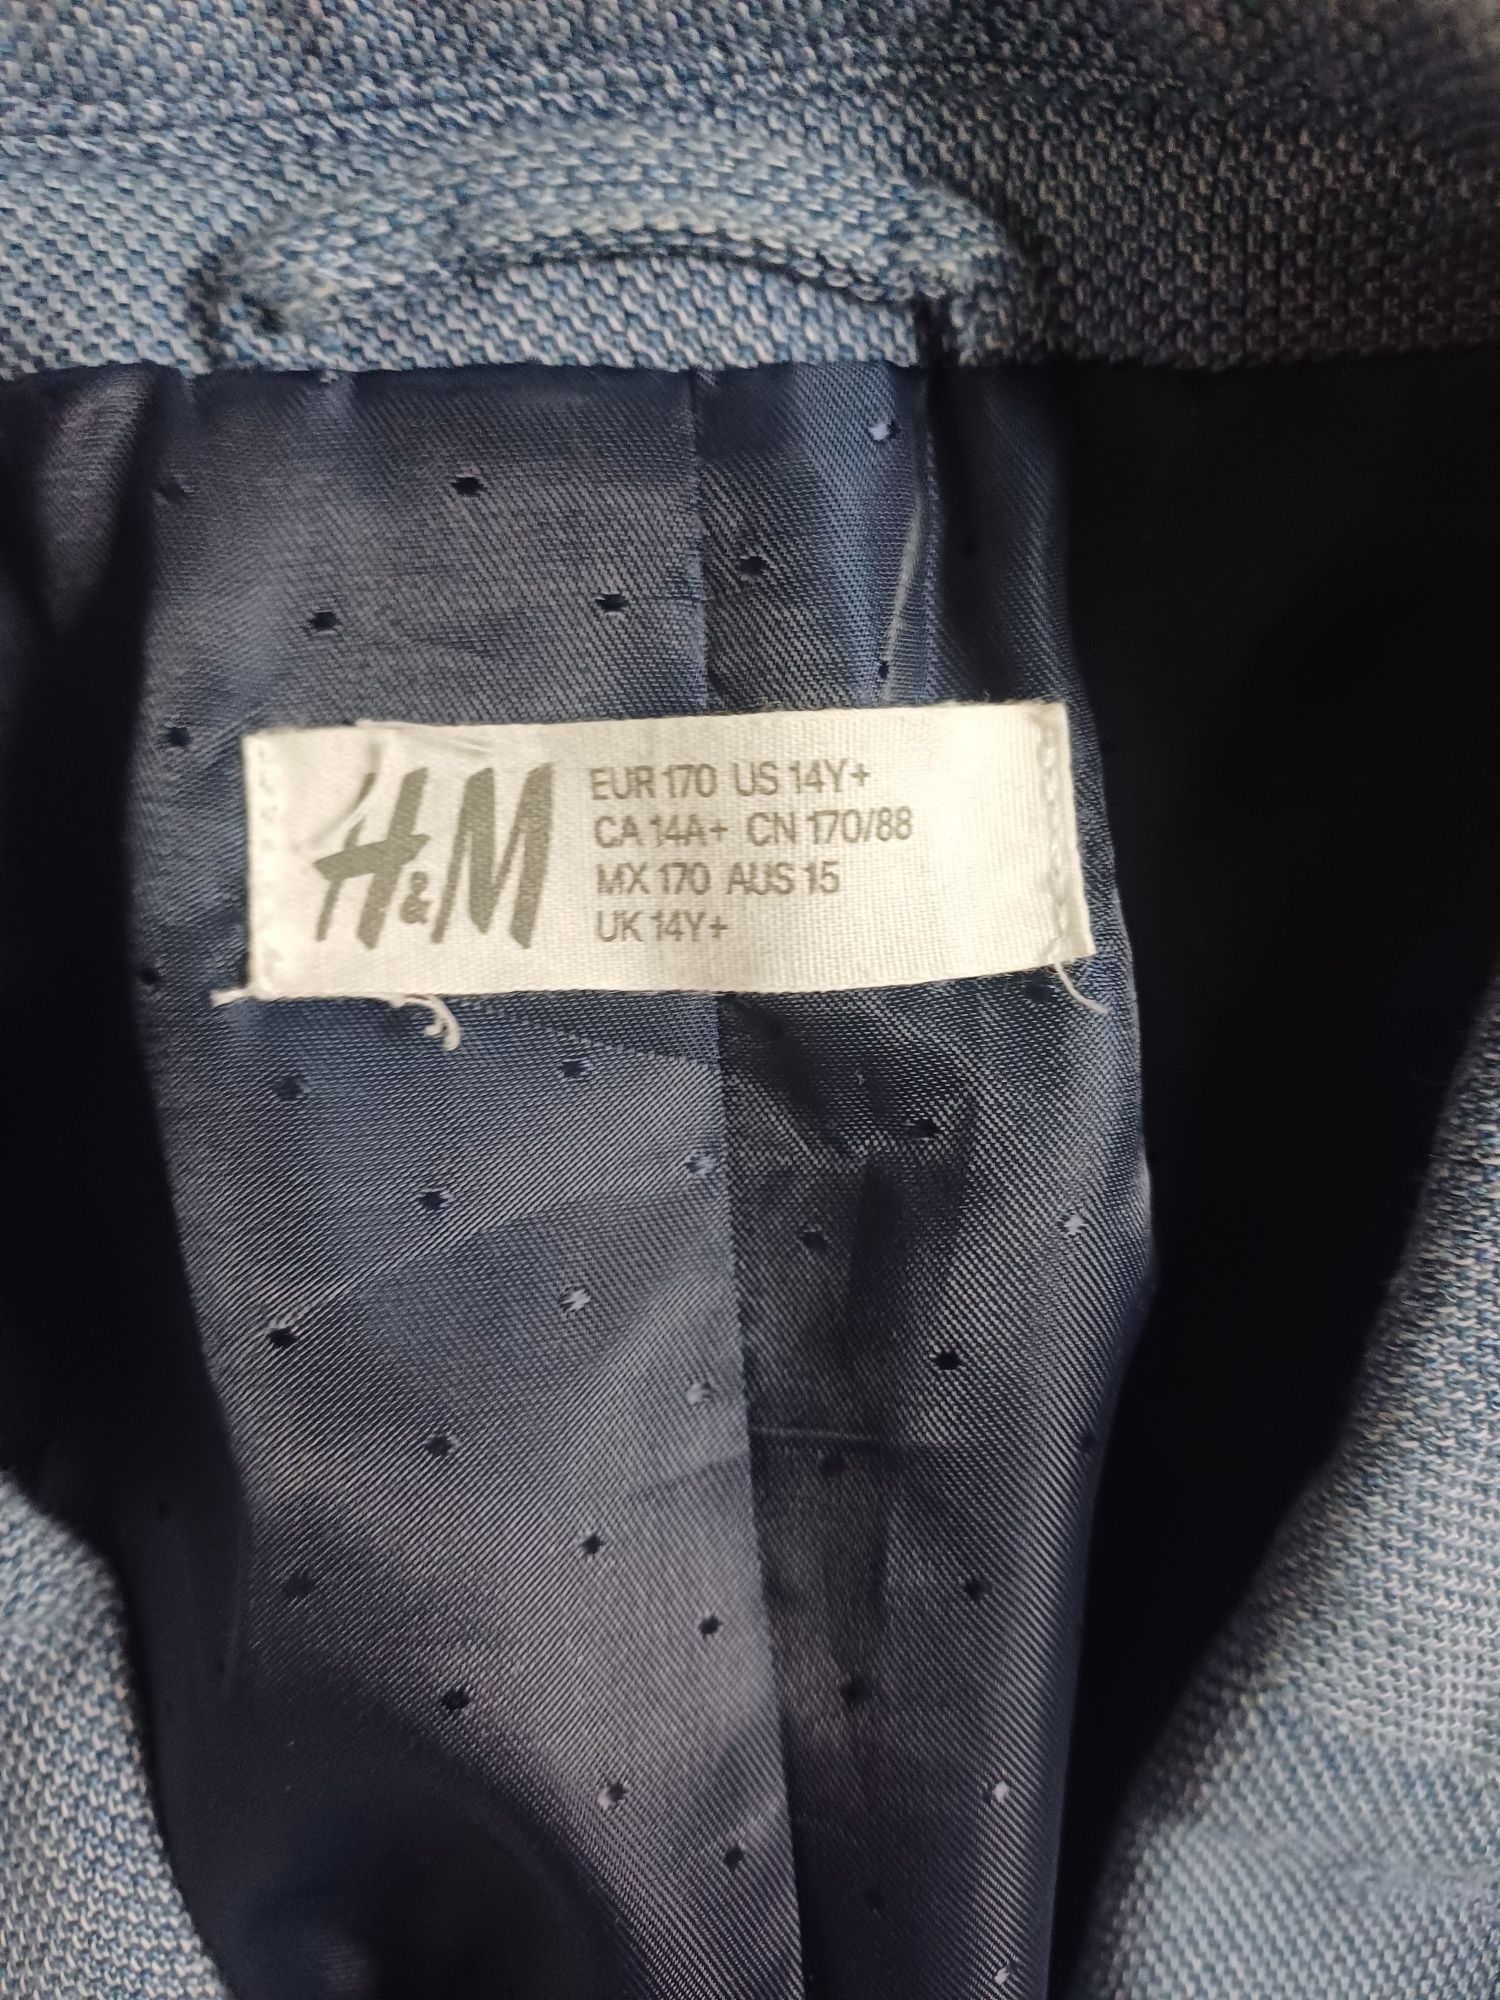 H&M
EUR 170 US 14Y+
CA 14A+ CN 170/88
MX 170 AUS 15
UK 14Y+